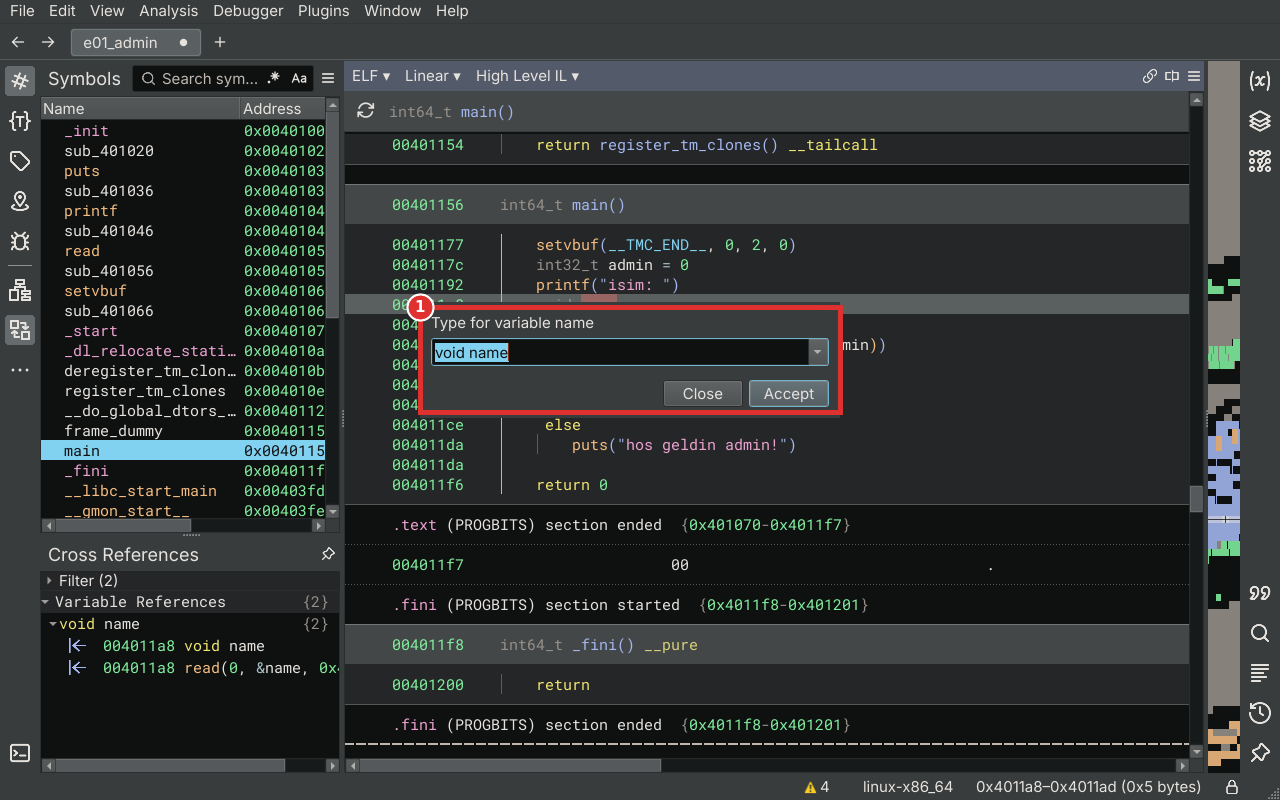 File Edit View Analysis Debugger Plugins Window Help
e01_admin
Symbols
Search sym...
.* Aa
Name Address
_init 0x0040100
sub_401020 0x0040102
puts 0x0040103
sub_401036 0x0040103
printf 0x0040104
sub_401046 0x0040104
read 0x0040105
sub_401056 0x0040105
setvbuf 0x0040106
sub_401066 0x0040106
_start 0x0040107
_dl_relocate_stati… 0x004010a
deregister_tm_clon… 0x004010b
register_tm_clones 0x004010e
__do_global_dtors_… 0x0040112
frame_dummy 0x0040115
main 0x0040115
_fini 0x004011f
__libc_start_main 0x00403fd
__gmon_start__ 0x00403fe
Cross References
Filter (2)
Variable References {2}
void name {2}
004011a8 void name
004011a8 read(0, &name, 0x4
ELF ▾ Linear ▾ High Level IL ▾
int64_t main()
00401154 return register_tm_clones() __tailcall
00401156 int64_t main()
00401177 setvbuf(__TMC_END__, 0, 2, 0)
0040117c int32_t admin = 0
00401192 printf("isim: ")
1
Type for variable name
void name
min))
Close Accept
004011ce else
004011da puts("hos geldin admin!")
004011da
004011f6 return 0
.text (PROGBITS) section ended {0x401070-0x4011f7}
004011f7 00 .
.fini (PROGBITS) section started {0x4011f8-0x401201}
004011f8 int64_t _fini() __pure
00401200 return
.fini (PROGBITS) section ended {0x4011f8-0x401201}
4 linux-x86_64 0x4011a8–0x4011ad (0x5 bytes)